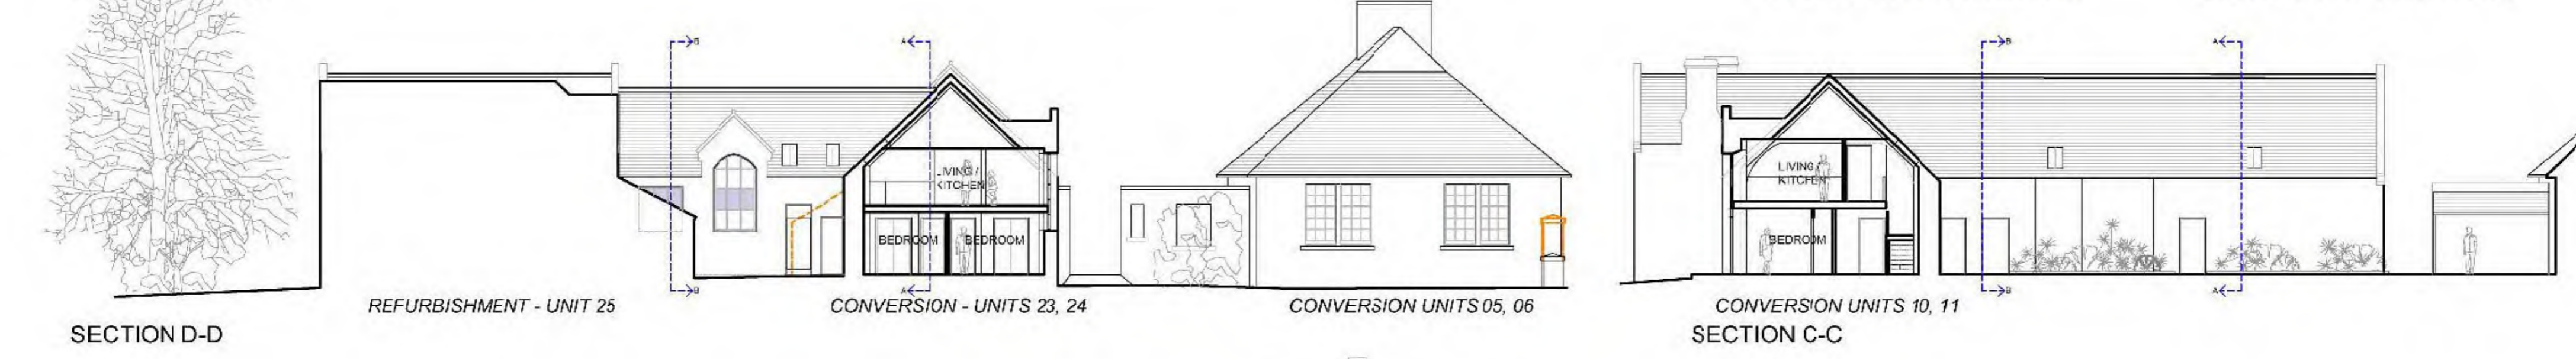 B
A
B
A
LIVING /
KITCHEN
LIVING /
KITCHEN
BEDROOM
BEDROOM
BEDROOM
B
A
B
A
REFURBISHMENT - UNIT 25
CONVERSION - UNITS 23, 24
CONVERSION UNITS 05, 06
CONVERSION UNITS 10, 11
SECTION D-D
SECTION C-C